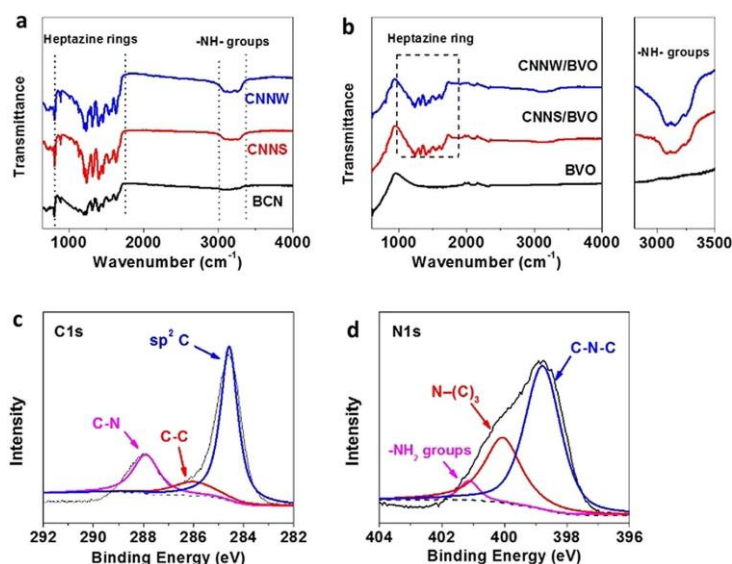 a
Heptazine rings
-NH- groups
CNNW
CNNS
BCN
Transmittance
1000 2000 3000 4000
Wavenumber (cm⁻¹)
b
Heptazine ring
CNNW/BVO
CNNS/BVO
BVO
Transmittance
1000 2000 3000 4000
Wavenumber (cm⁻¹)
-NH- groups
3000 3500
c
C1s
sp² C
C-N
C-C
Intensity
292 290 288 286 284 282
Binding Energy (eV)
d
N1s
C-N-C
N–(C)₃
-NH₂ groups
Intensity
404 402 400 398 396
Binding Energy (eV)